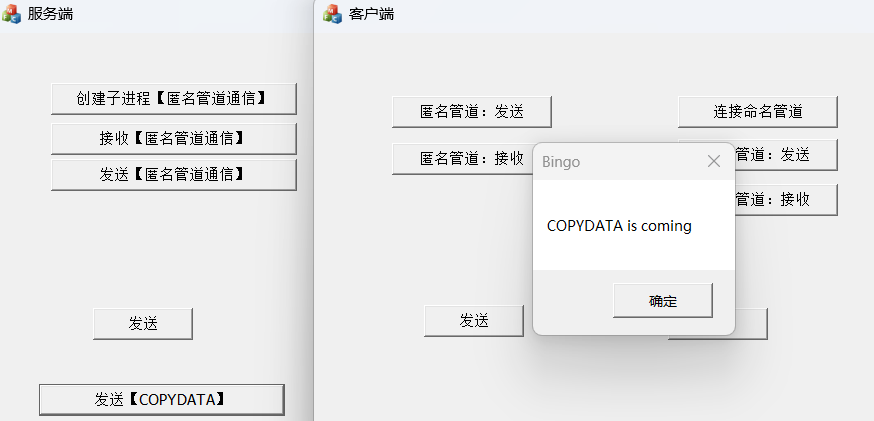 服务端
创建子进程【匿名管道通信】
接收【匿名管道通信】
发送【匿名管道通信】
发送
发送【COPYDATA】
客户端
匿名管道：发送
连接命名管道
匿名管道：接收
管道：发送
管道：接收
发送
Bingo
COPYDATA is coming
确定